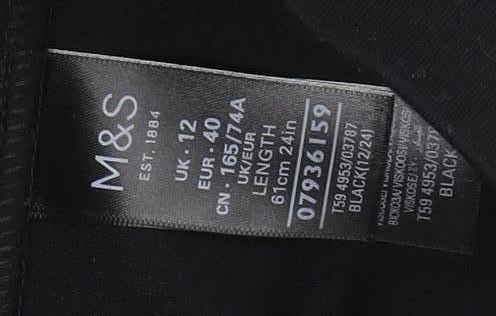 M&S
EST. 1884
UK · 12
EUR · 40
CN · 165/74A
UK/EUR
LENGTH
61cm 24in
07936159
T59 4953/03787
BLACK(12/24)
T59 4953/0378
BLACK